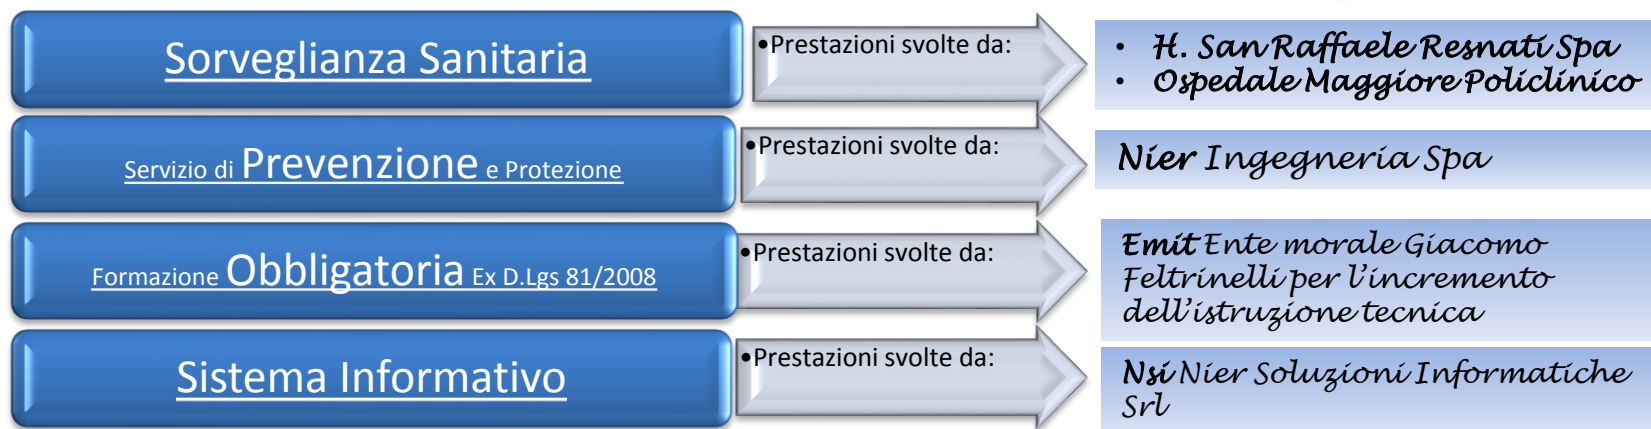 Sorveglianza Sanitaria
•Prestazioni svolte da:
• H. San Raffaele Resnati Spa
• Ospedale Maggiore Policlinico
Servizio di Prevenzione e Protezione
•Prestazioni svolte da:
Nier Ingegneria Spa
Formazione Obbligatoria Ex D.Lgs 81/2008
•Prestazioni svolte da:
Emit Ente morale Giacomo
Feltrinelli per l'incremento
dell'istruzione tecnica
Sistema Informativo
•Prestazioni svolte da:
Nsi Nier Soluzioni Informatiche
Srl